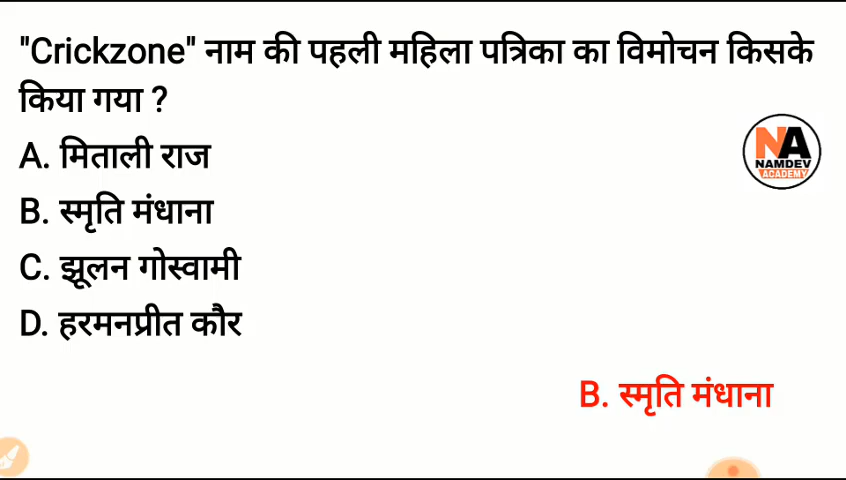 "Crickzone" नाम की पहली महिला पत्रिका का विमोचन किसके
किया गया ?
A. मिताली राज
B. स्मृति मंधाना
C. झूलन गोस्वामी
D. हरमनप्रीत कौर
B. स्मृति मंधाना
NA
NAMDEV
ACADEMY